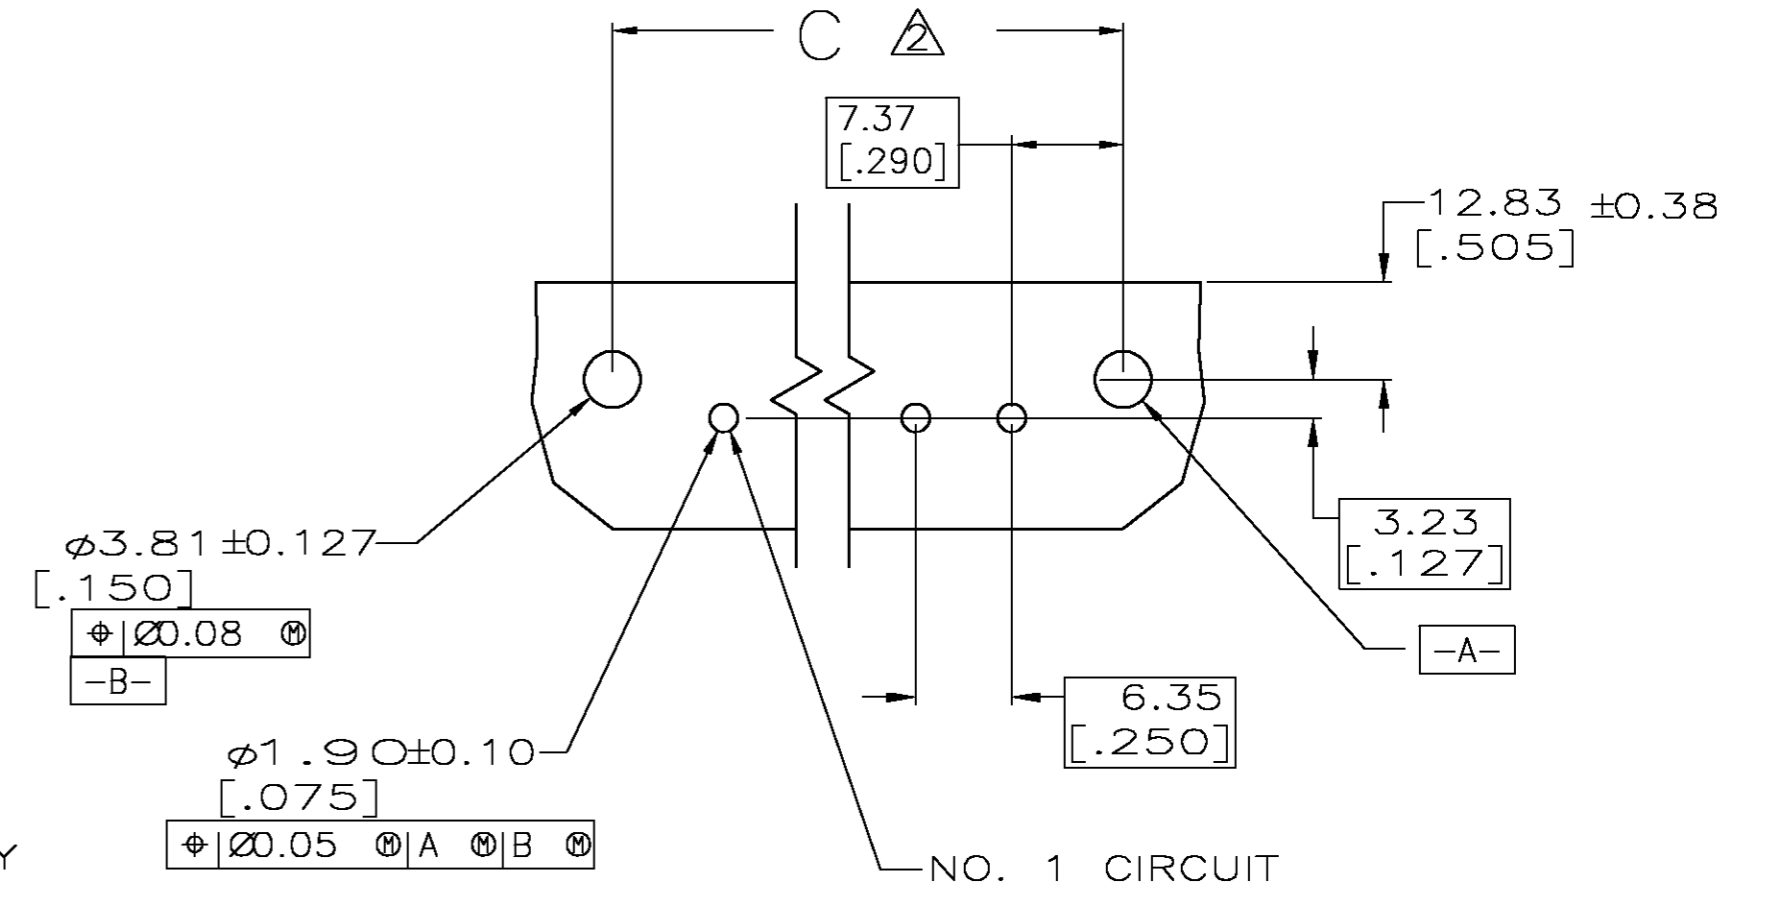 C 2
7.37
[.290]
12.83 ±0.38
[.505]
⌀3.81±0.127
[.150]
⌖ Ø0.08 Ⓜ
-B-
3.23
[.127]
-A-
6.35
[.250]
⌀1.90±0.10
[.075]
⌖ Ø0.05 Ⓜ A Ⓜ B Ⓜ
Y
NO. 1 CIRCUIT